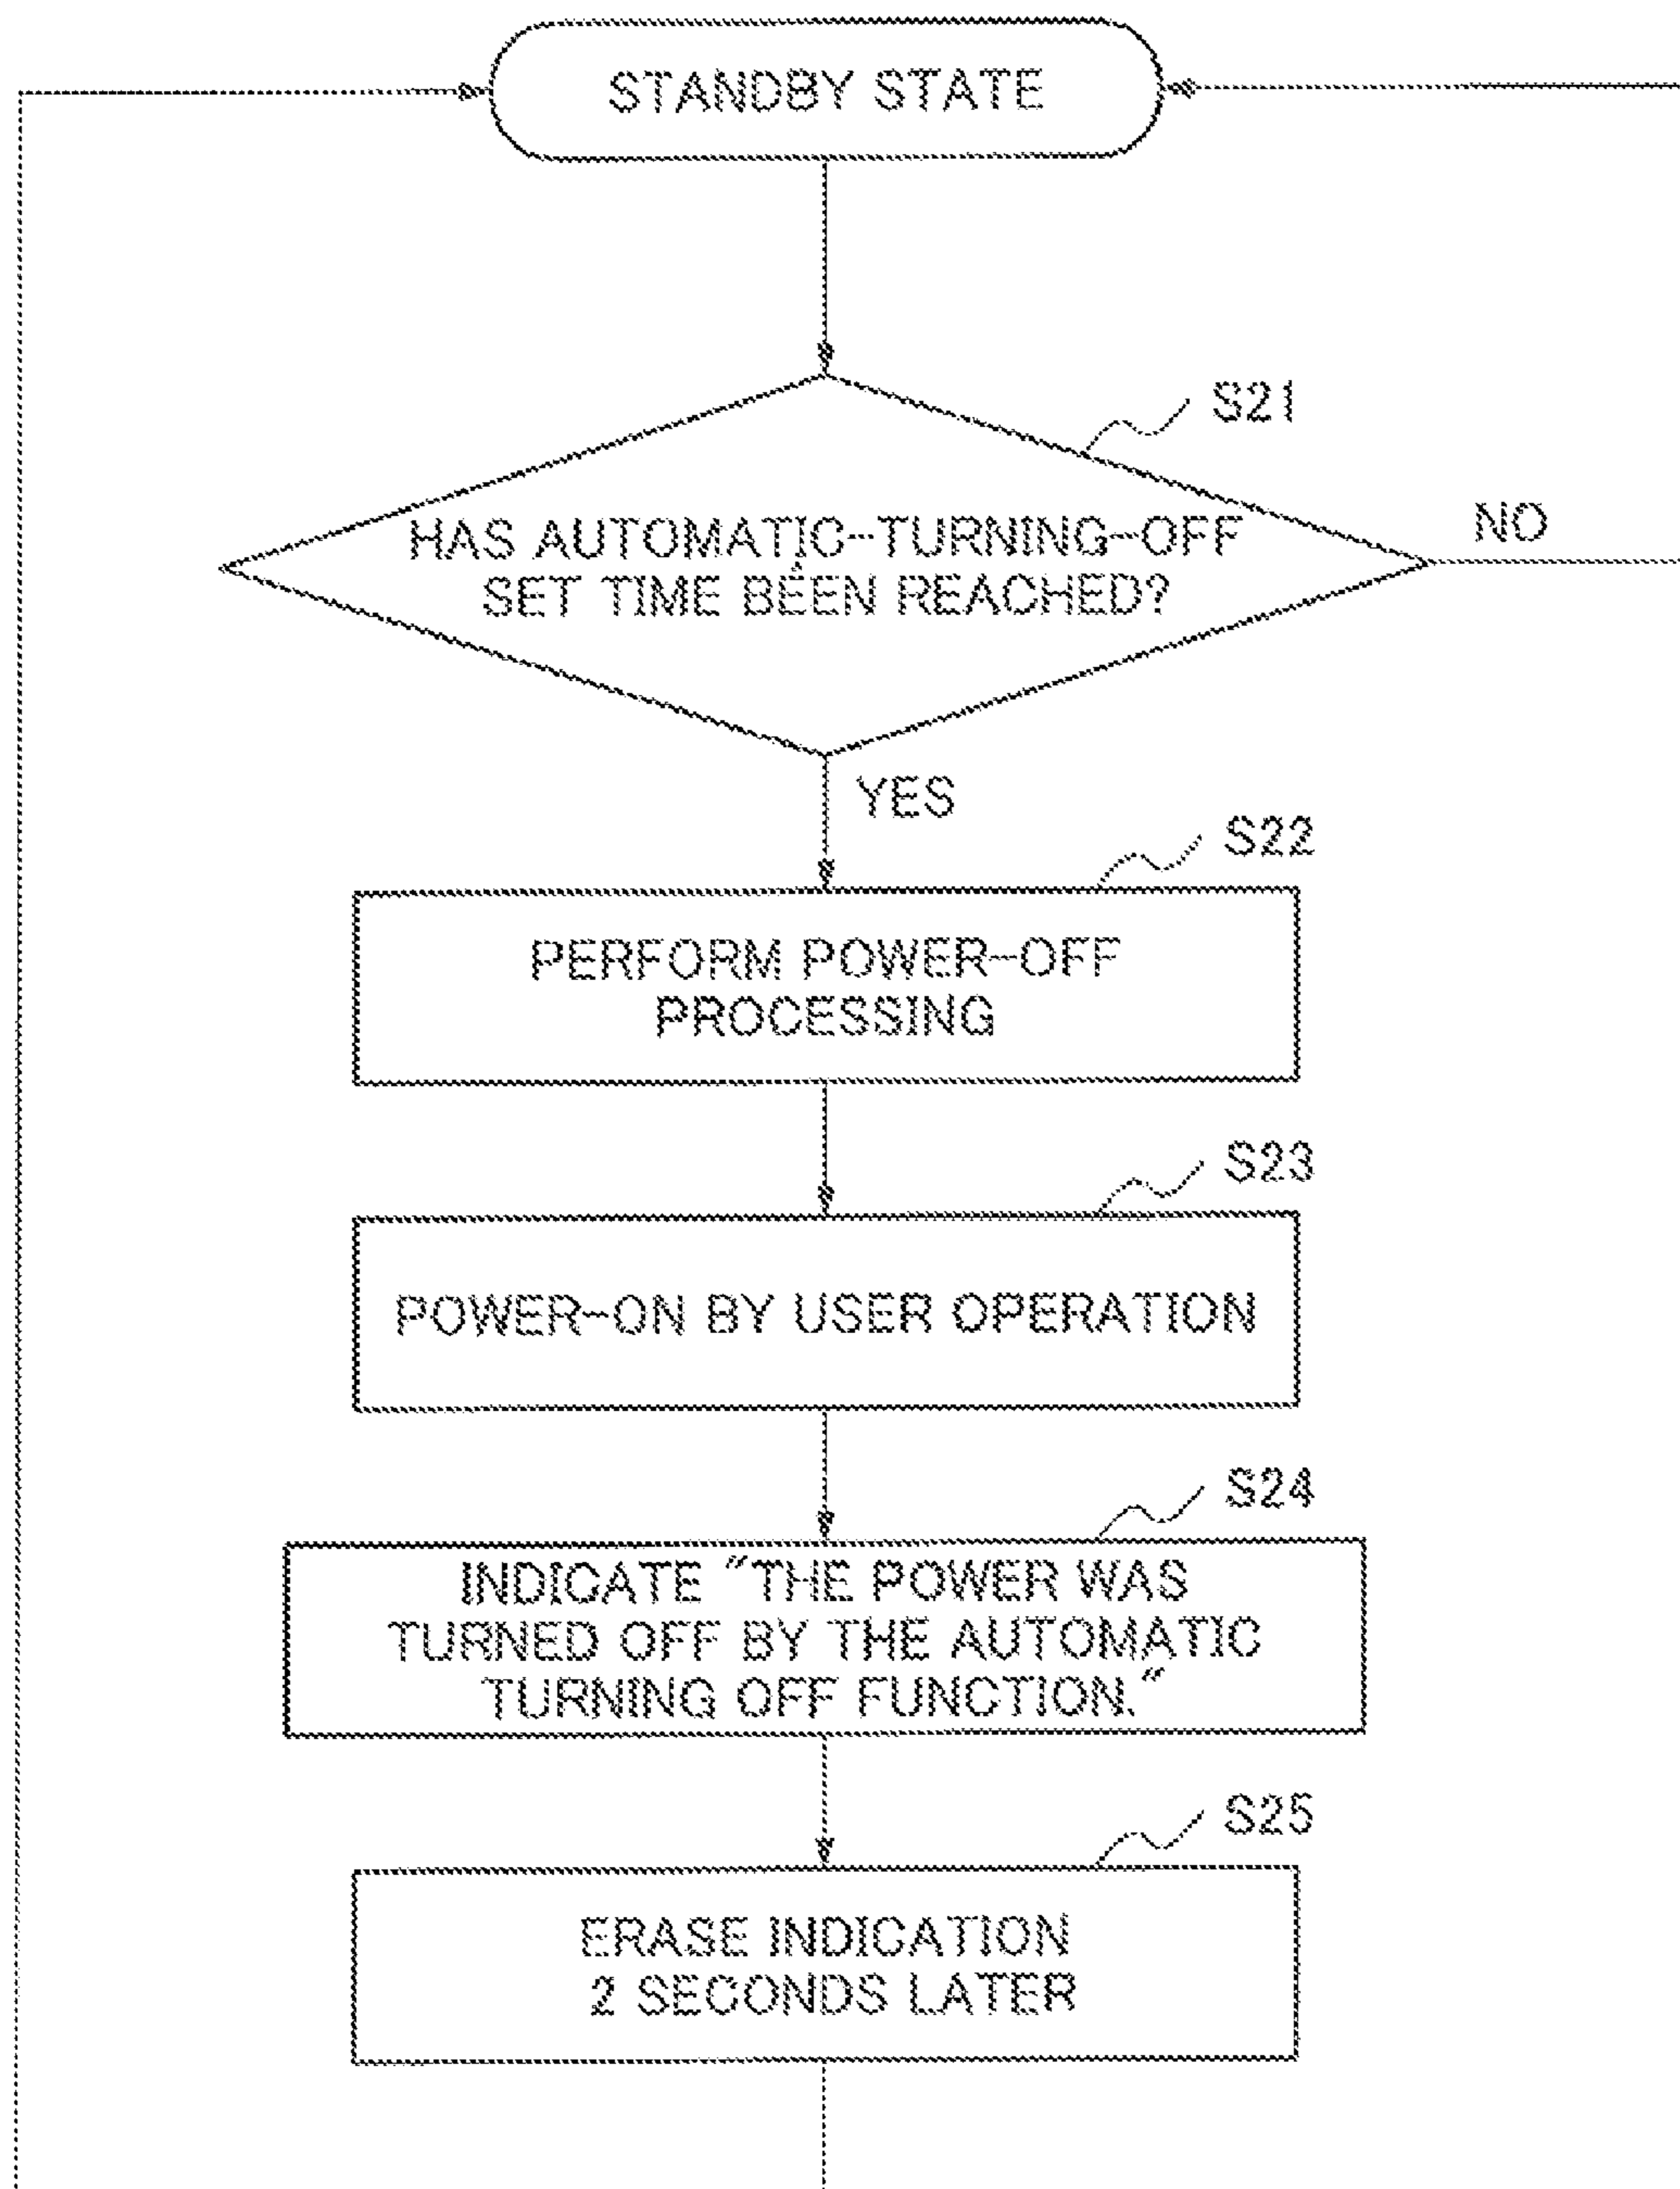 STANDBY STATE
S21
HAS AUTOMATIC-TURNING-OFF
SET TIME BEEN REACHED?
NO
YES
S22
PERFORM POWER-OFF
PROCESSING
S23
POWER-ON BY USER OPERATION
S24
INDICATE "THE POWER WAS
TURNED OFF BY THE AUTOMATIC
TURNING OFF FUNCTION."
S25
ERASE INDICATION
2 SECONDS LATER